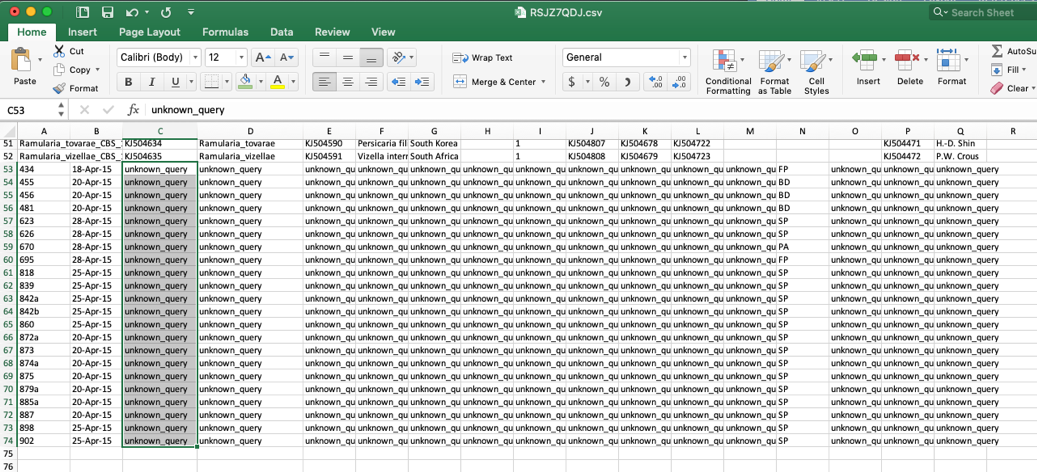 RSJZ7QDJ.csv
Search Sheet
Home Insert Page Layout Formulas Data Review View
Paste
Cut
Copy
Format
Calibri (Body) 12
B I U
Wrap Text
Merge & Center
General
$ %
Conditional Formatting
Format as Table
Cell Styles
Insert
Delete
Format
AutoSu
Fill
Clear
C53 fx unknown_query
A B C D E F G H I J K L M N O P Q R
51 Ramularia_tovarae_CBS_ KJ504634 Ramularia_tovarae KJ504590 Persicaria fil South Korea 1 KJ504807 KJ504678 KJ504722 KJ504471 H.-D. Shin
52 Ramularia_vizellae_CBS_ KJ504635 Ramularia_vizellae KJ504591 Vizella interr South Africa 1 KJ504808 KJ504679 KJ504723 KJ504472 P.W. Crous
53 434 18-Apr-15 unknown_query unknown_query unknown_qu unknown_qu unknown_qu unknown_qu unknown_qu unknown_qu unknown_qu unknown_qu unknown_qu FP unknown_qu unknown_qu unknown_query
54 455 20-Apr-15 unknown_query unknown_query unknown_qu unknown_qu unknown_qu unknown_qu unknown_qu unknown_qu unknown_qu unknown_qu unknown_qu BD unknown_qu unknown_qu unknown_query
55 456 20-Apr-15 unknown_query unknown_query unknown_qu unknown_qu unknown_qu unknown_qu unknown_qu unknown_qu unknown_qu unknown_qu unknown_qu BD unknown_qu unknown_qu unknown_query
56 481 20-Apr-15 unknown_query unknown_query unknown_qu unknown_qu unknown_qu unknown_qu unknown_qu unknown_qu unknown_qu unknown_qu unknown_qu BD unknown_qu unknown_qu unknown_query
57 623 28-Apr-15 unknown_query unknown_query unknown_qu unknown_qu unknown_qu unknown_qu unknown_qu unknown_qu unknown_qu unknown_qu unknown_qu SP unknown_qu unknown_qu unknown_query
58 626 28-Apr-15 unknown_query unknown_query unknown_qu unknown_qu unknown_qu unknown_qu unknown_qu unknown_qu unknown_qu unknown_qu unknown_qu SP unknown_qu unknown_qu unknown_query
59 670 28-Apr-15 unknown_query unknown_query unknown_qu unknown_qu unknown_qu unknown_qu unknown_qu unknown_qu unknown_qu unknown_qu unknown_qu PA unknown_qu unknown_qu unknown_query
60 695 28-Apr-15 unknown_query unknown_query unknown_qu unknown_qu unknown_qu unknown_qu unknown_qu unknown_qu unknown_qu unknown_qu unknown_qu FP unknown_qu unknown_qu unknown_query
61 818 25-Apr-15 unknown_query unknown_query unknown_qu unknown_qu unknown_qu unknown_qu unknown_qu unknown_qu unknown_qu unknown_qu unknown_qu SP unknown_qu unknown_qu unknown_query
62 839 25-Apr-15 unknown_query unknown_query unknown_qu unknown_qu unknown_qu unknown_qu unknown_qu unknown_qu unknown_qu unknown_qu unknown_qu SP unknown_qu unknown_qu unknown_query
63 842a 25-Apr-15 unknown_query unknown_query unknown_qu unknown_qu unknown_qu unknown_qu unknown_qu unknown_qu unknown_qu unknown_qu unknown_qu SP unknown_qu unknown_qu unknown_query
64 842b 25-Apr-15 unknown_query unknown_query unknown_qu unknown_qu unknown_qu unknown_qu unknown_qu unknown_qu unknown_qu unknown_qu unknown_qu SP unknown_qu unknown_qu unknown_query
65 860 25-Apr-15 unknown_query unknown_query unknown_qu unknown_qu unknown_qu unknown_qu unknown_qu unknown_qu unknown_qu unknown_qu unknown_qu SP unknown_qu unknown_qu unknown_query
66 872a 20-Apr-15 unknown_query unknown_query unknown_qu unknown_qu unknown_qu unknown_qu unknown_qu unknown_qu unknown_qu unknown_qu unknown_qu SP unknown_qu unknown_qu unknown_query
67 873 20-Apr-15 unknown_query unknown_query unknown_qu unknown_qu unknown_qu unknown_qu unknown_qu unknown_qu unknown_qu unknown_qu unknown_qu SP unknown_qu unknown_qu unknown_query
68 874a 20-Apr-15 unknown_query unknown_query unknown_qu unknown_qu unknown_qu unknown_qu unknown_qu unknown_qu unknown_qu unknown_qu unknown_qu SP unknown_qu unknown_qu unknown_query
69 875 20-Apr-15 unknown_query unknown_query unknown_qu unknown_qu unknown_qu unknown_qu unknown_qu unknown_qu unknown_qu unknown_qu unknown_qu SP unknown_qu unknown_qu unknown_query
70 879a 20-Apr-15 unknown_query unknown_query unknown_qu unknown_qu unknown_qu unknown_qu unknown_qu unknown_qu unknown_qu unknown_qu unknown_qu SP unknown_qu unknown_qu unknown_query
71 885a 20-Apr-15 unknown_query unknown_query unknown_qu unknown_qu unknown_qu unknown_qu unknown_qu unknown_qu unknown_qu unknown_qu unknown_qu SP unknown_qu unknown_qu unknown_query
72 887 20-Apr-15 unknown_query unknown_query unknown_qu unknown_qu unknown_qu unknown_qu unknown_qu unknown_qu unknown_qu unknown_qu unknown_qu SP unknown_qu unknown_qu unknown_query
73 898 25-Apr-15 unknown_query unknown_query unknown_qu unknown_qu unknown_qu unknown_qu unknown_qu unknown_qu unknown_qu unknown_qu unknown_qu SP unknown_qu unknown_qu unknown_query
74 902 25-Apr-15 unknown_query unknown_query unknown_qu unknown_qu unknown_qu unknown_qu unknown_qu unknown_qu unknown_qu unknown_qu unknown_qu SP unknown_qu unknown_qu unknown_query
75
76